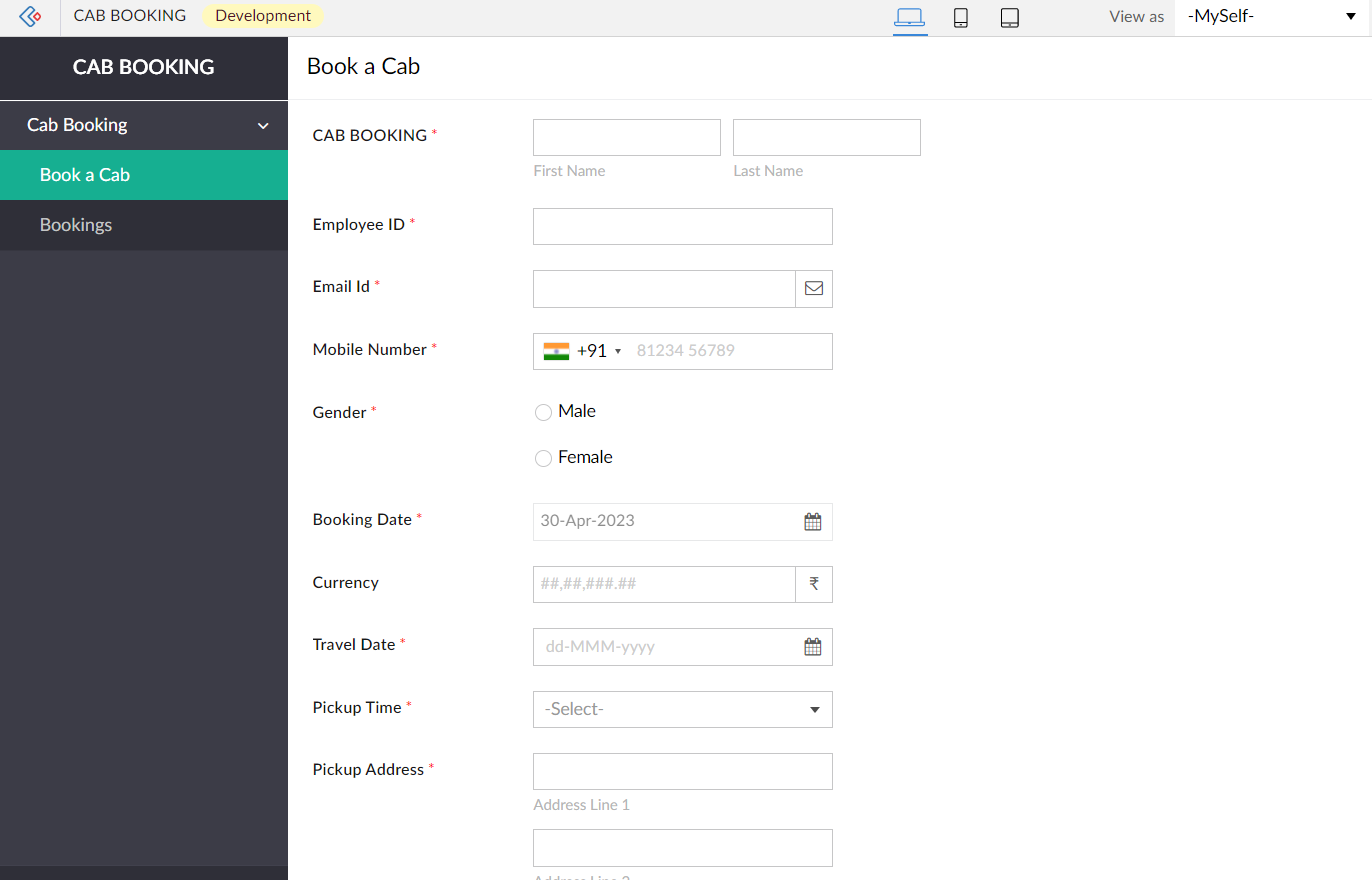 CAB BOOKING Development View as -MySelf-
CAB BOOKING
Cab Booking
Book a Cab
Bookings
Book a Cab
CAB BOOKING *
First Name Last Name
Employee ID *
Email Id *
Mobile Number * +91 81234 56789
Gender * Male
Female
Booking Date * 30-Apr-2023
Currency ##,##,###.## ₹
Travel Date * dd-MMM-yyyy
Pickup Time * -Select-
Pickup Address *
Address Line 1